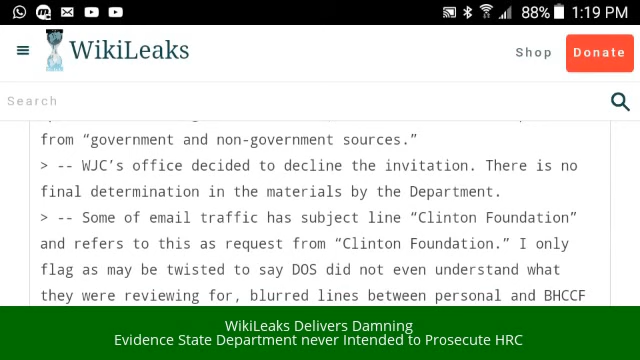 88% 1:19 PM
WikiLeaks
Shop Donate
Search
from “government and non-government sources.”
> -- WJC’s office decided to decline the invitation. There is no
final determination in the materials by the Department.
> -- Some of email traffic has subject line “Clinton Foundation”
and refers to this as request from “Clinton Foundation.” I only
flag as may be twisted to say DOS did not even understand what
they were reviewing for, blurred lines between personal and BHCCF
WikiLeaks Delivers Damning
Evidence State Department never Intended to Prosecute HRC